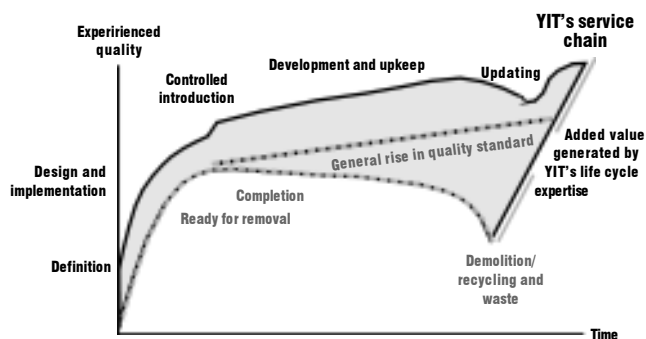 YIT's service
chain
Experirienced
quality
Development and upkeep
Updating
Controlled
introduction
General rise in quality standard
Added value
generated by
YIT's life cycle
expertise
Design and
implementation
Completion
Ready for removal
Definition
Demolition/
recycling and
waste
Time